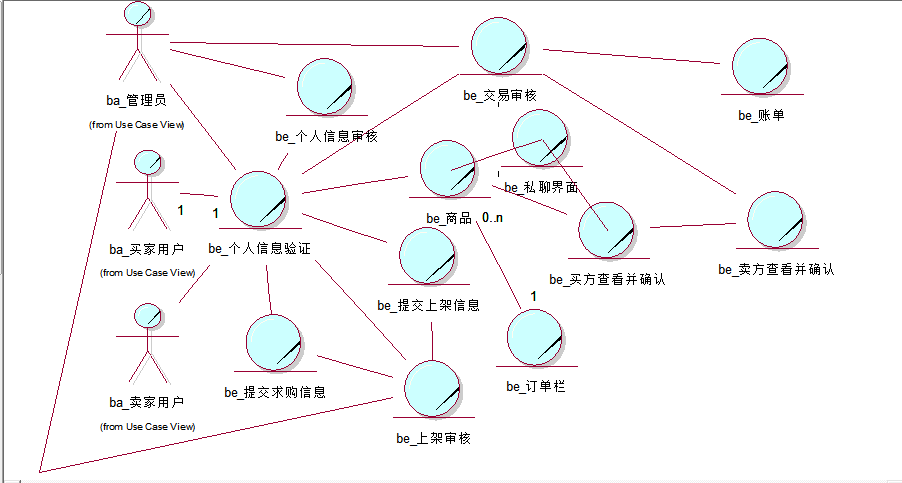 ba_管理员
(from Use Case View)
be_交易审核
be_账单
be_个人信息审核
be_私聊界面
ba_买家用户
(from Use Case View)
1
1
be_个人信息验证
be_商品
0..n
be_买方查看并确认
be_卖方查看并确认
be_提交上架信息
1
ba_卖家用户
(from Use Case View)
be_提交求购信息
be_订单栏
be_上架审核